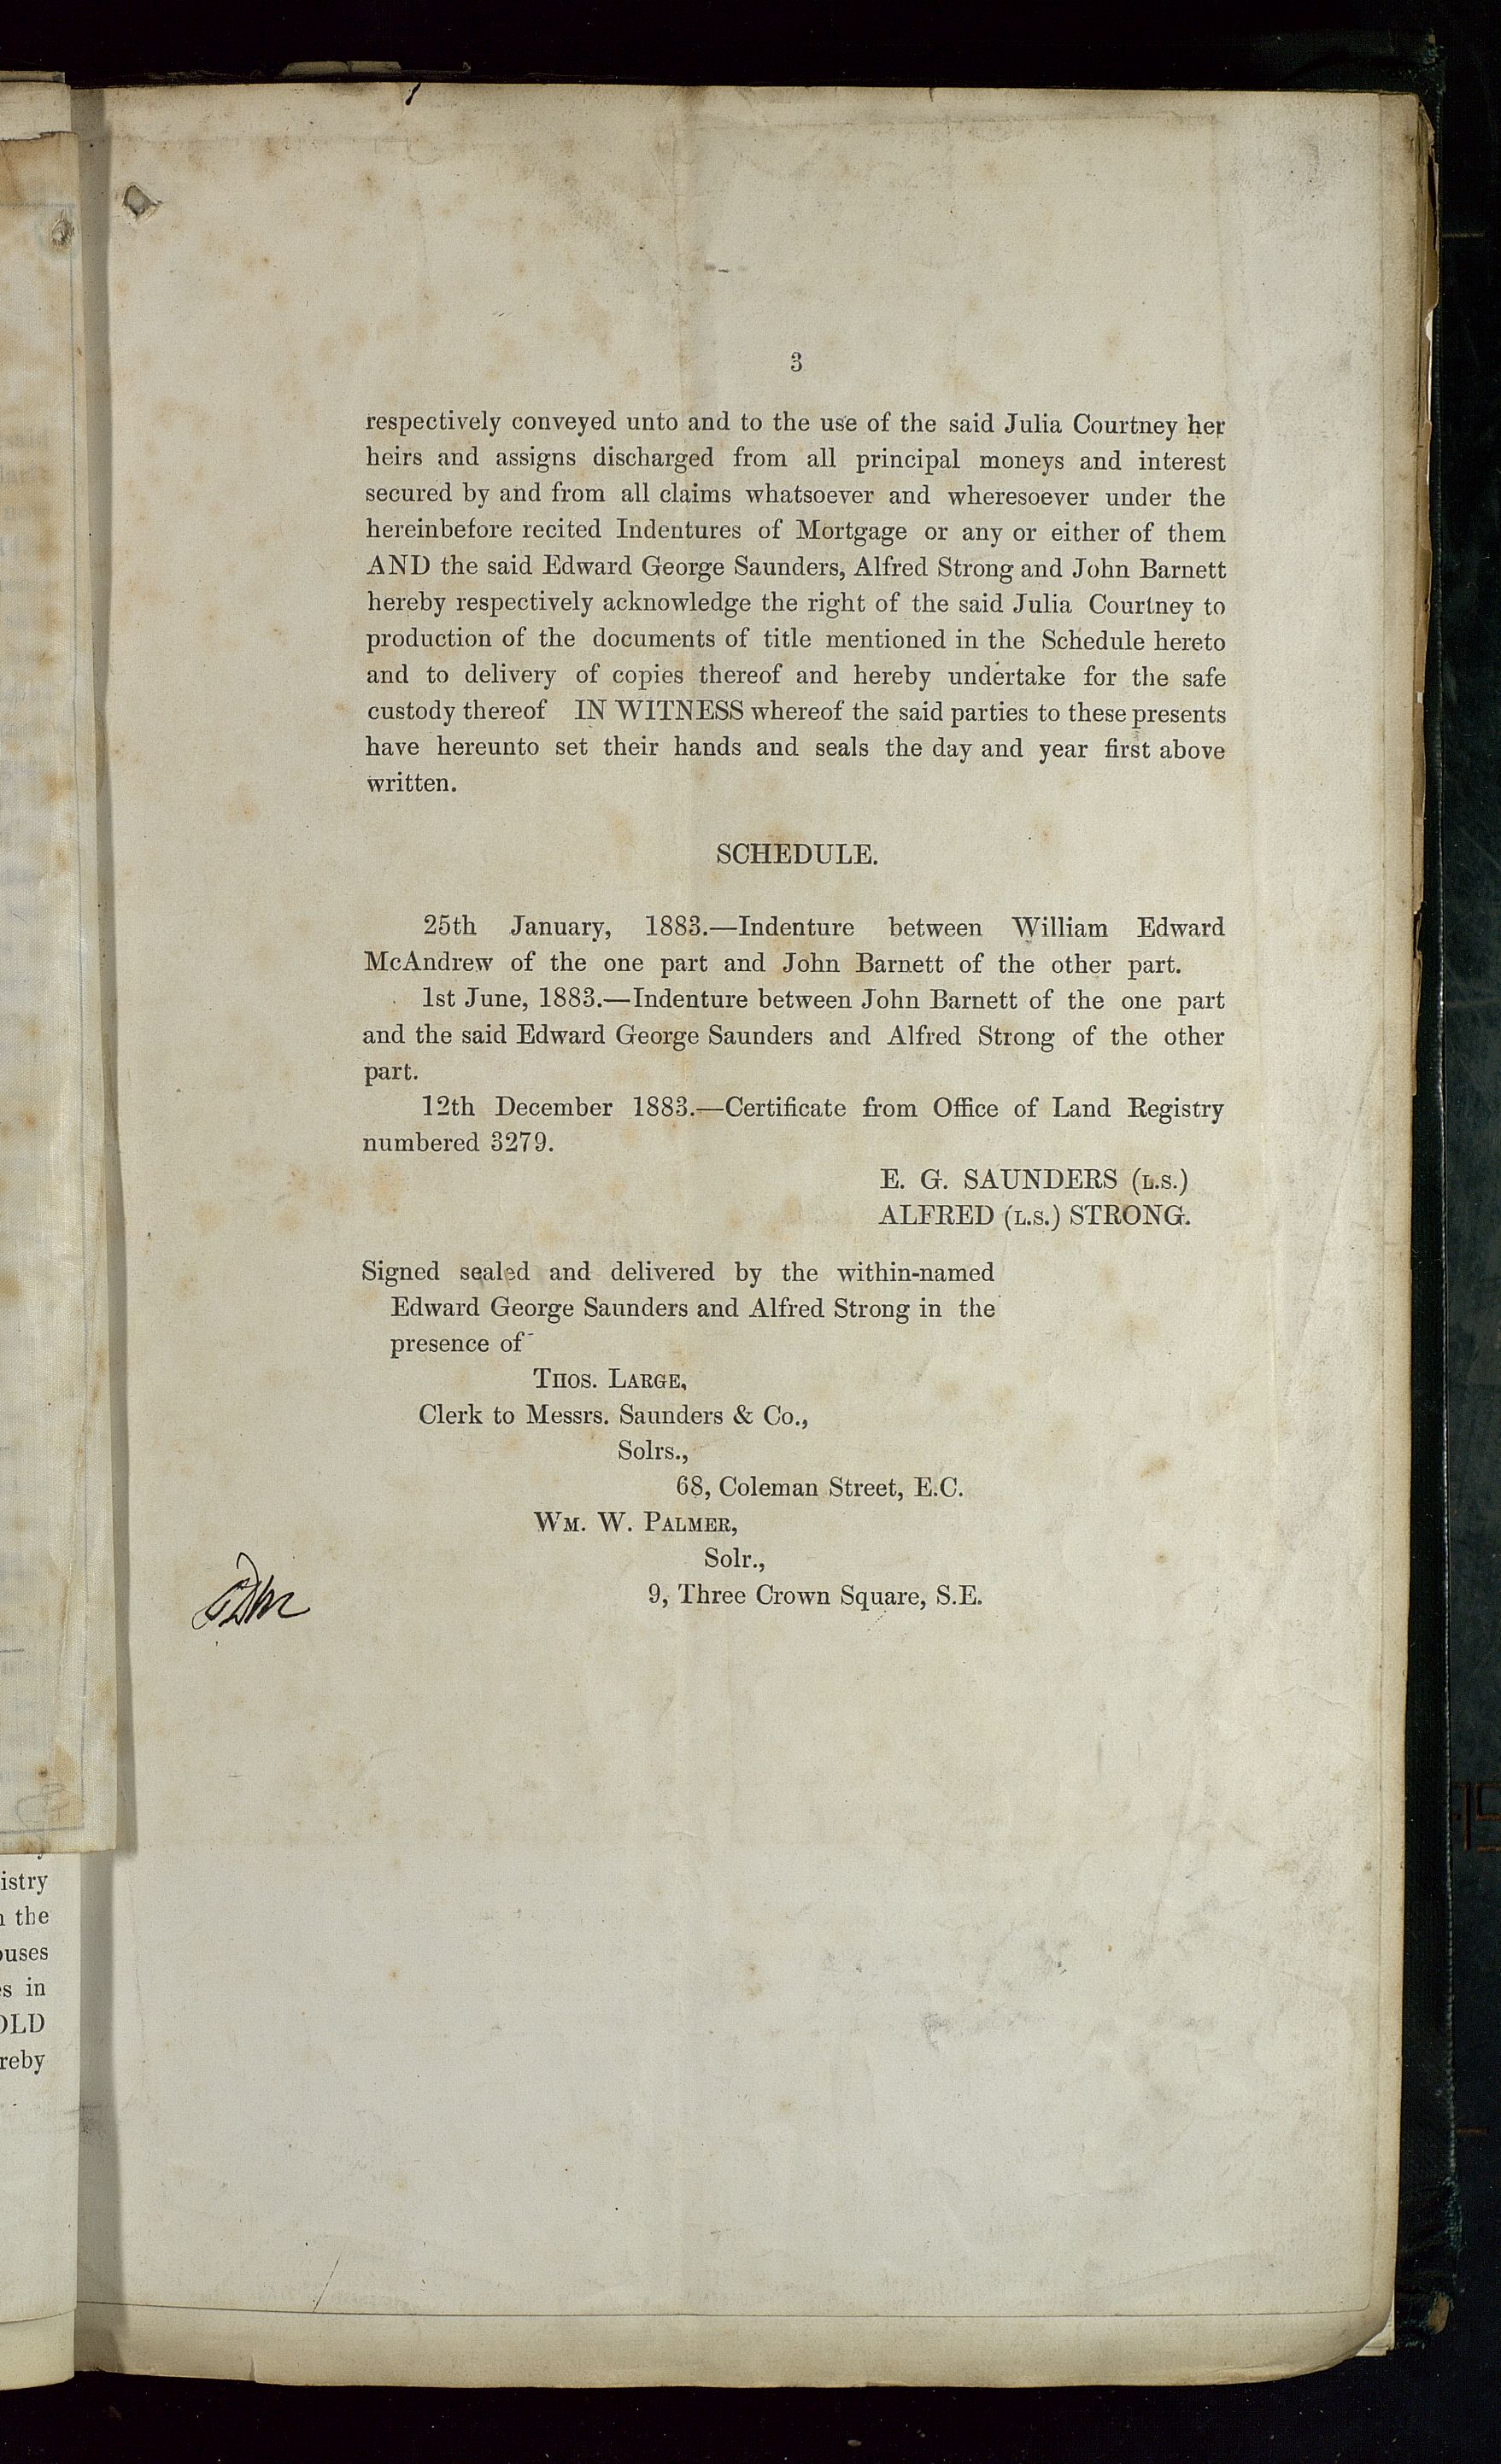 3
respectively conveyed unto and to the use of the said Julia Courtney her
heirs and assigns discharged from all principal moneys and interest
secured by and from all claims whatsoever and wheresoever under the
hereinbefore recited Indentures of Mortgage or any or either of them
AND the said Edward George Saunders, Alfred Strong and John Barnett
hereby respectively acknowledge the right of the said Julia Courtney to
production of the documents of title mentioned in the Schedule hereto
and to delivery of copies thereof and hereby undertake for the safe
custody thereof IN WITNESS whereof the said parties to these presents
have hereunto set their hands and seals the day and year first above
written.
SCHEDULE.
25th January, 1883.—Indenture between William Edward
McAndrew of the one part and John Barnett of the other part.
1st June, 1883.—Indenture between John Barnett of the one part
and the said Edward George Saunders and Alfred Strong of the other
part.
12th December 1883.—Certificate from Office of Land Registry
numbered 3279.
E. G. SAUNDERS (L.S.)
ALFRED (L.S.) STRONG.
Signed sealed and delivered by the within-named
Edward George Saunders and Alfred Strong in the
presence of
THOS. LARGE,
Clerk to Messrs. Saunders & Co.,
Solrs.,
68, Coleman Street, E.C.
WM. W. PALMER,
Solr.,
9, Three Crown Square, S.E.
istry
the
ouses
s in
OLD
reby